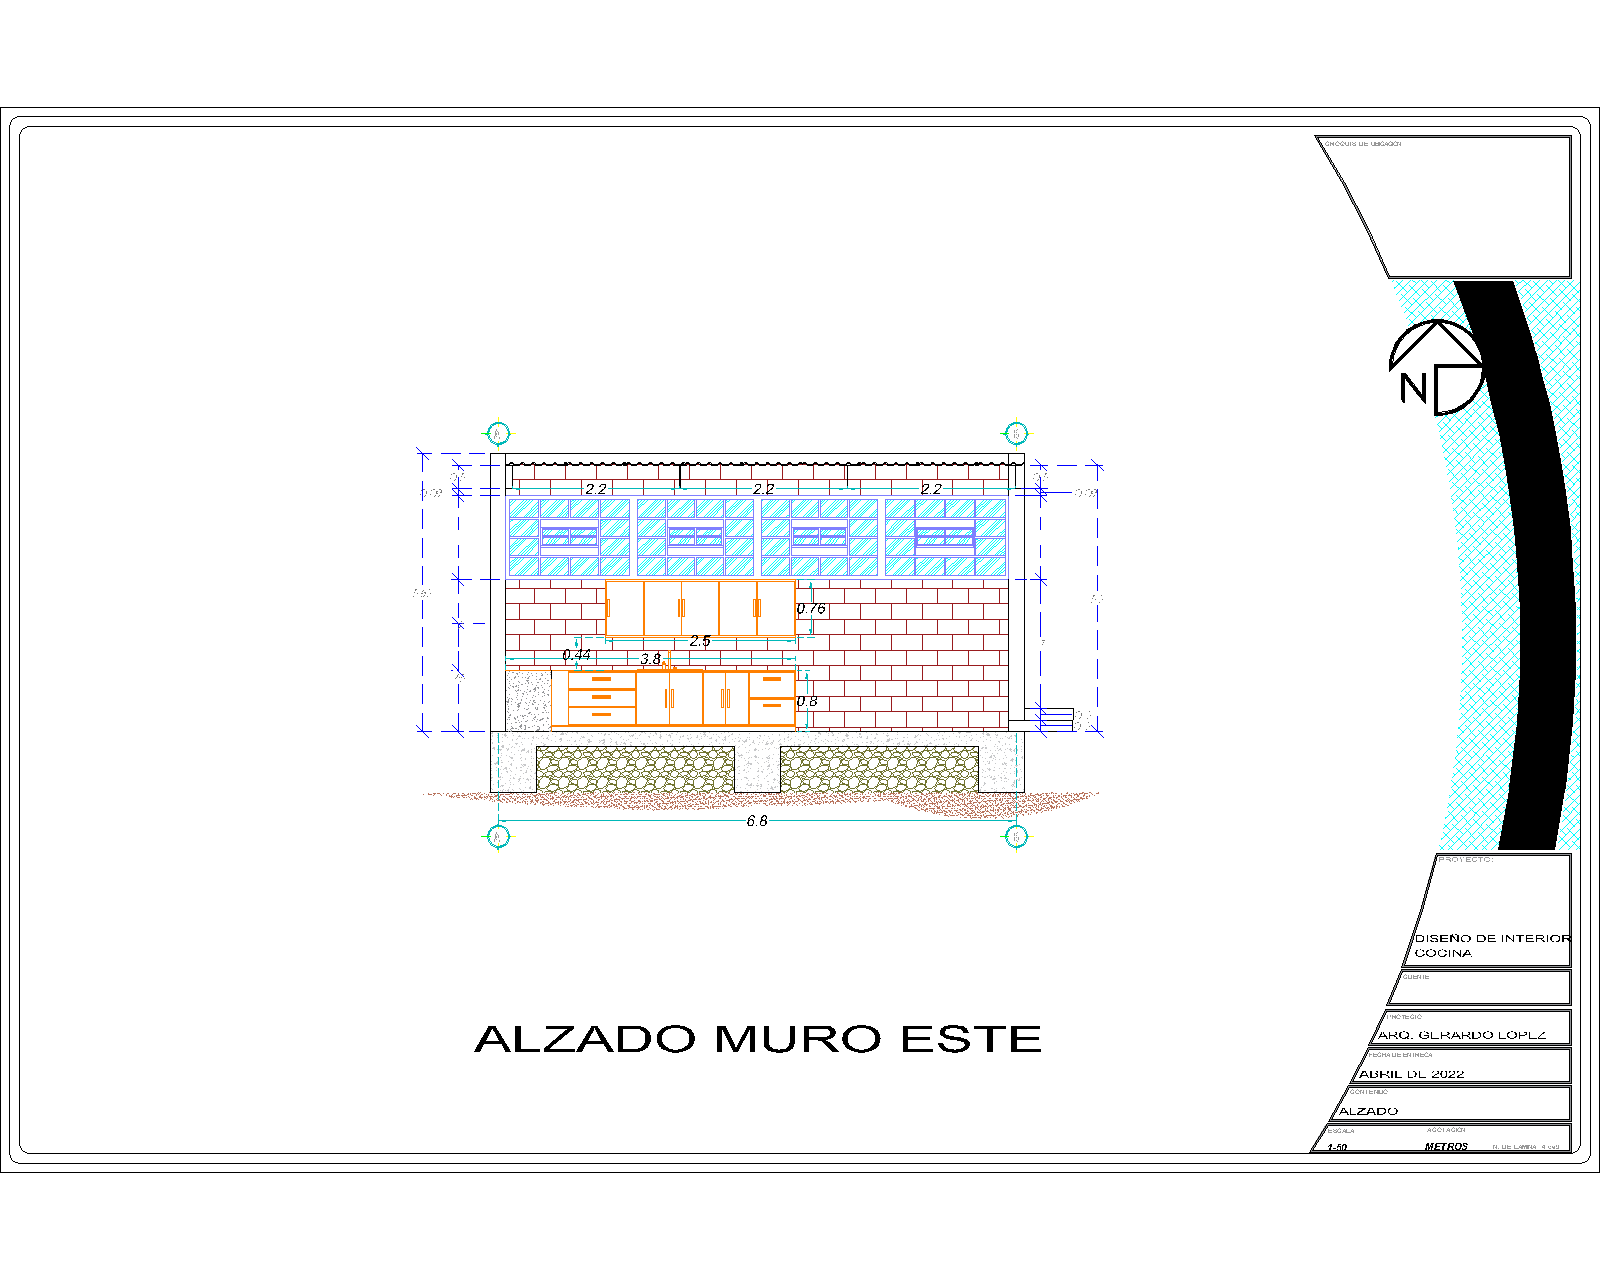 CROQUIS DE UBICACIÓN
A
2.2
2.2
2.2
0.76
2.5
0.44
3.8
0.8
6.8
A
N
ALZADO MURO ESTE
PROYECTO:
DISEÑO DE INTERIOR
COCINA
CLIENTE
PROYECTO
ARQ. GERARDO LOPEZ
FECHA DE ENTREGA
ABRIL DE 2022
CONTENIDO
ALZADO
ESCALA
ACOTACIÓN
1-50
METROS
N. DE LAMINA